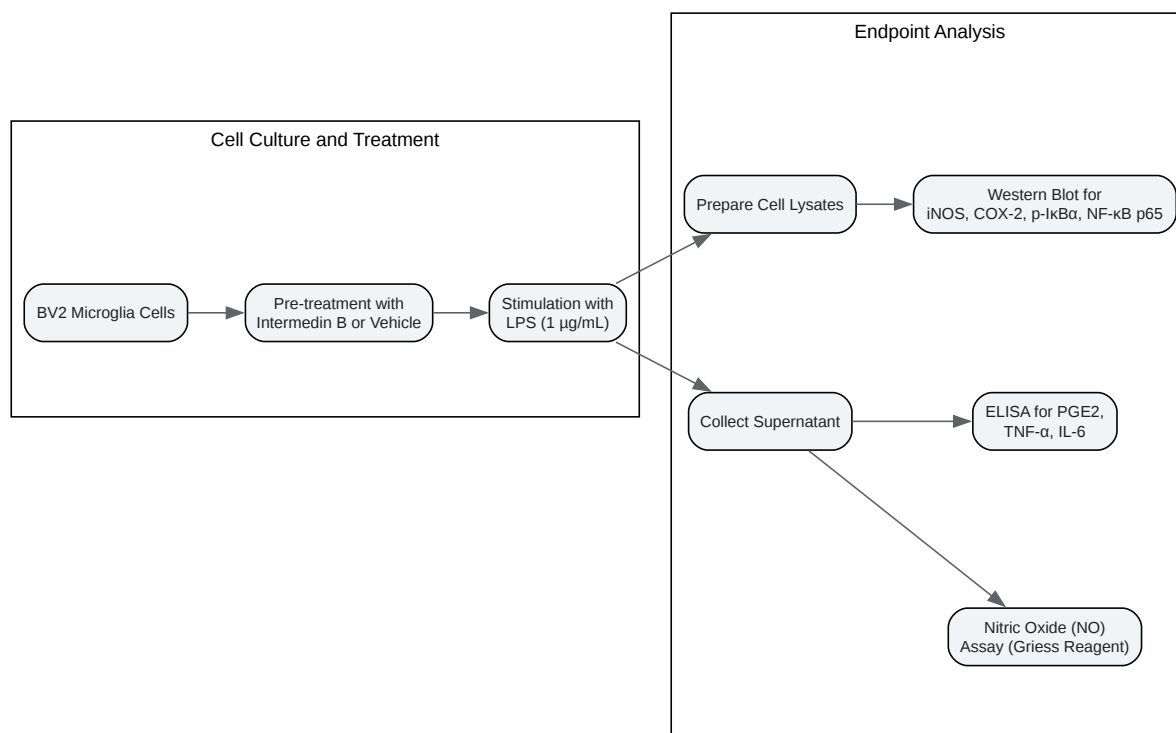 Cell Culture and Treatment
BV2 Microglia Cells
Pre-treatment with
Intermedin B or Vehicle
Stimulation with
LPS (1 μg/mL)
Endpoint Analysis
Prepare Cell Lysates
Western Blot for
iNOS, COX-2, p-IκBα, NF-κB p65
Collect Supernatant
ELISA for PGE2,
TNF-α, IL-6
Nitric Oxide (NO)
Assay (Griess Reagent)